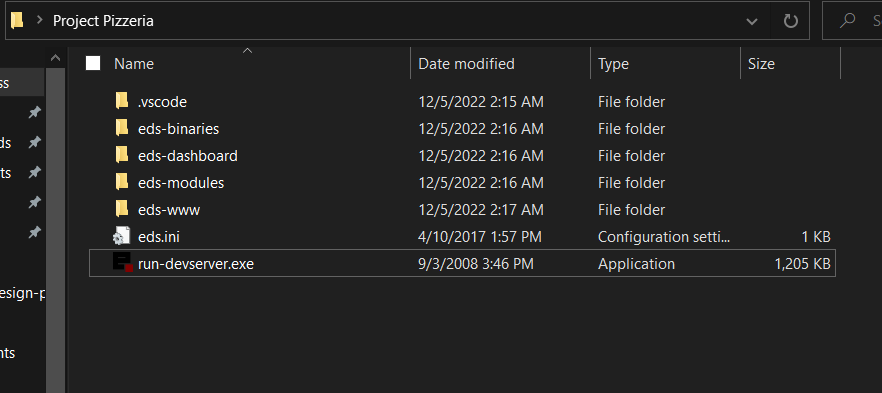 Project Pizzeria
S
Name Date modified Type Size
ss
.vscode 12/5/2022 2:15 AM File folder
eds-binaries 12/5/2022 2:16 AM File folder
ds eds-dashboard 12/5/2022 2:16 AM File folder
ts eds-modules 12/5/2022 2:16 AM File folder
eds-www 12/5/2022 2:17 AM File folder
eds.ini 4/10/2017 1:57 PM Configuration setti... 1 KB
run-devserver.exe 9/3/2008 3:46 PM Application 1,205 KB
esign-p
nts